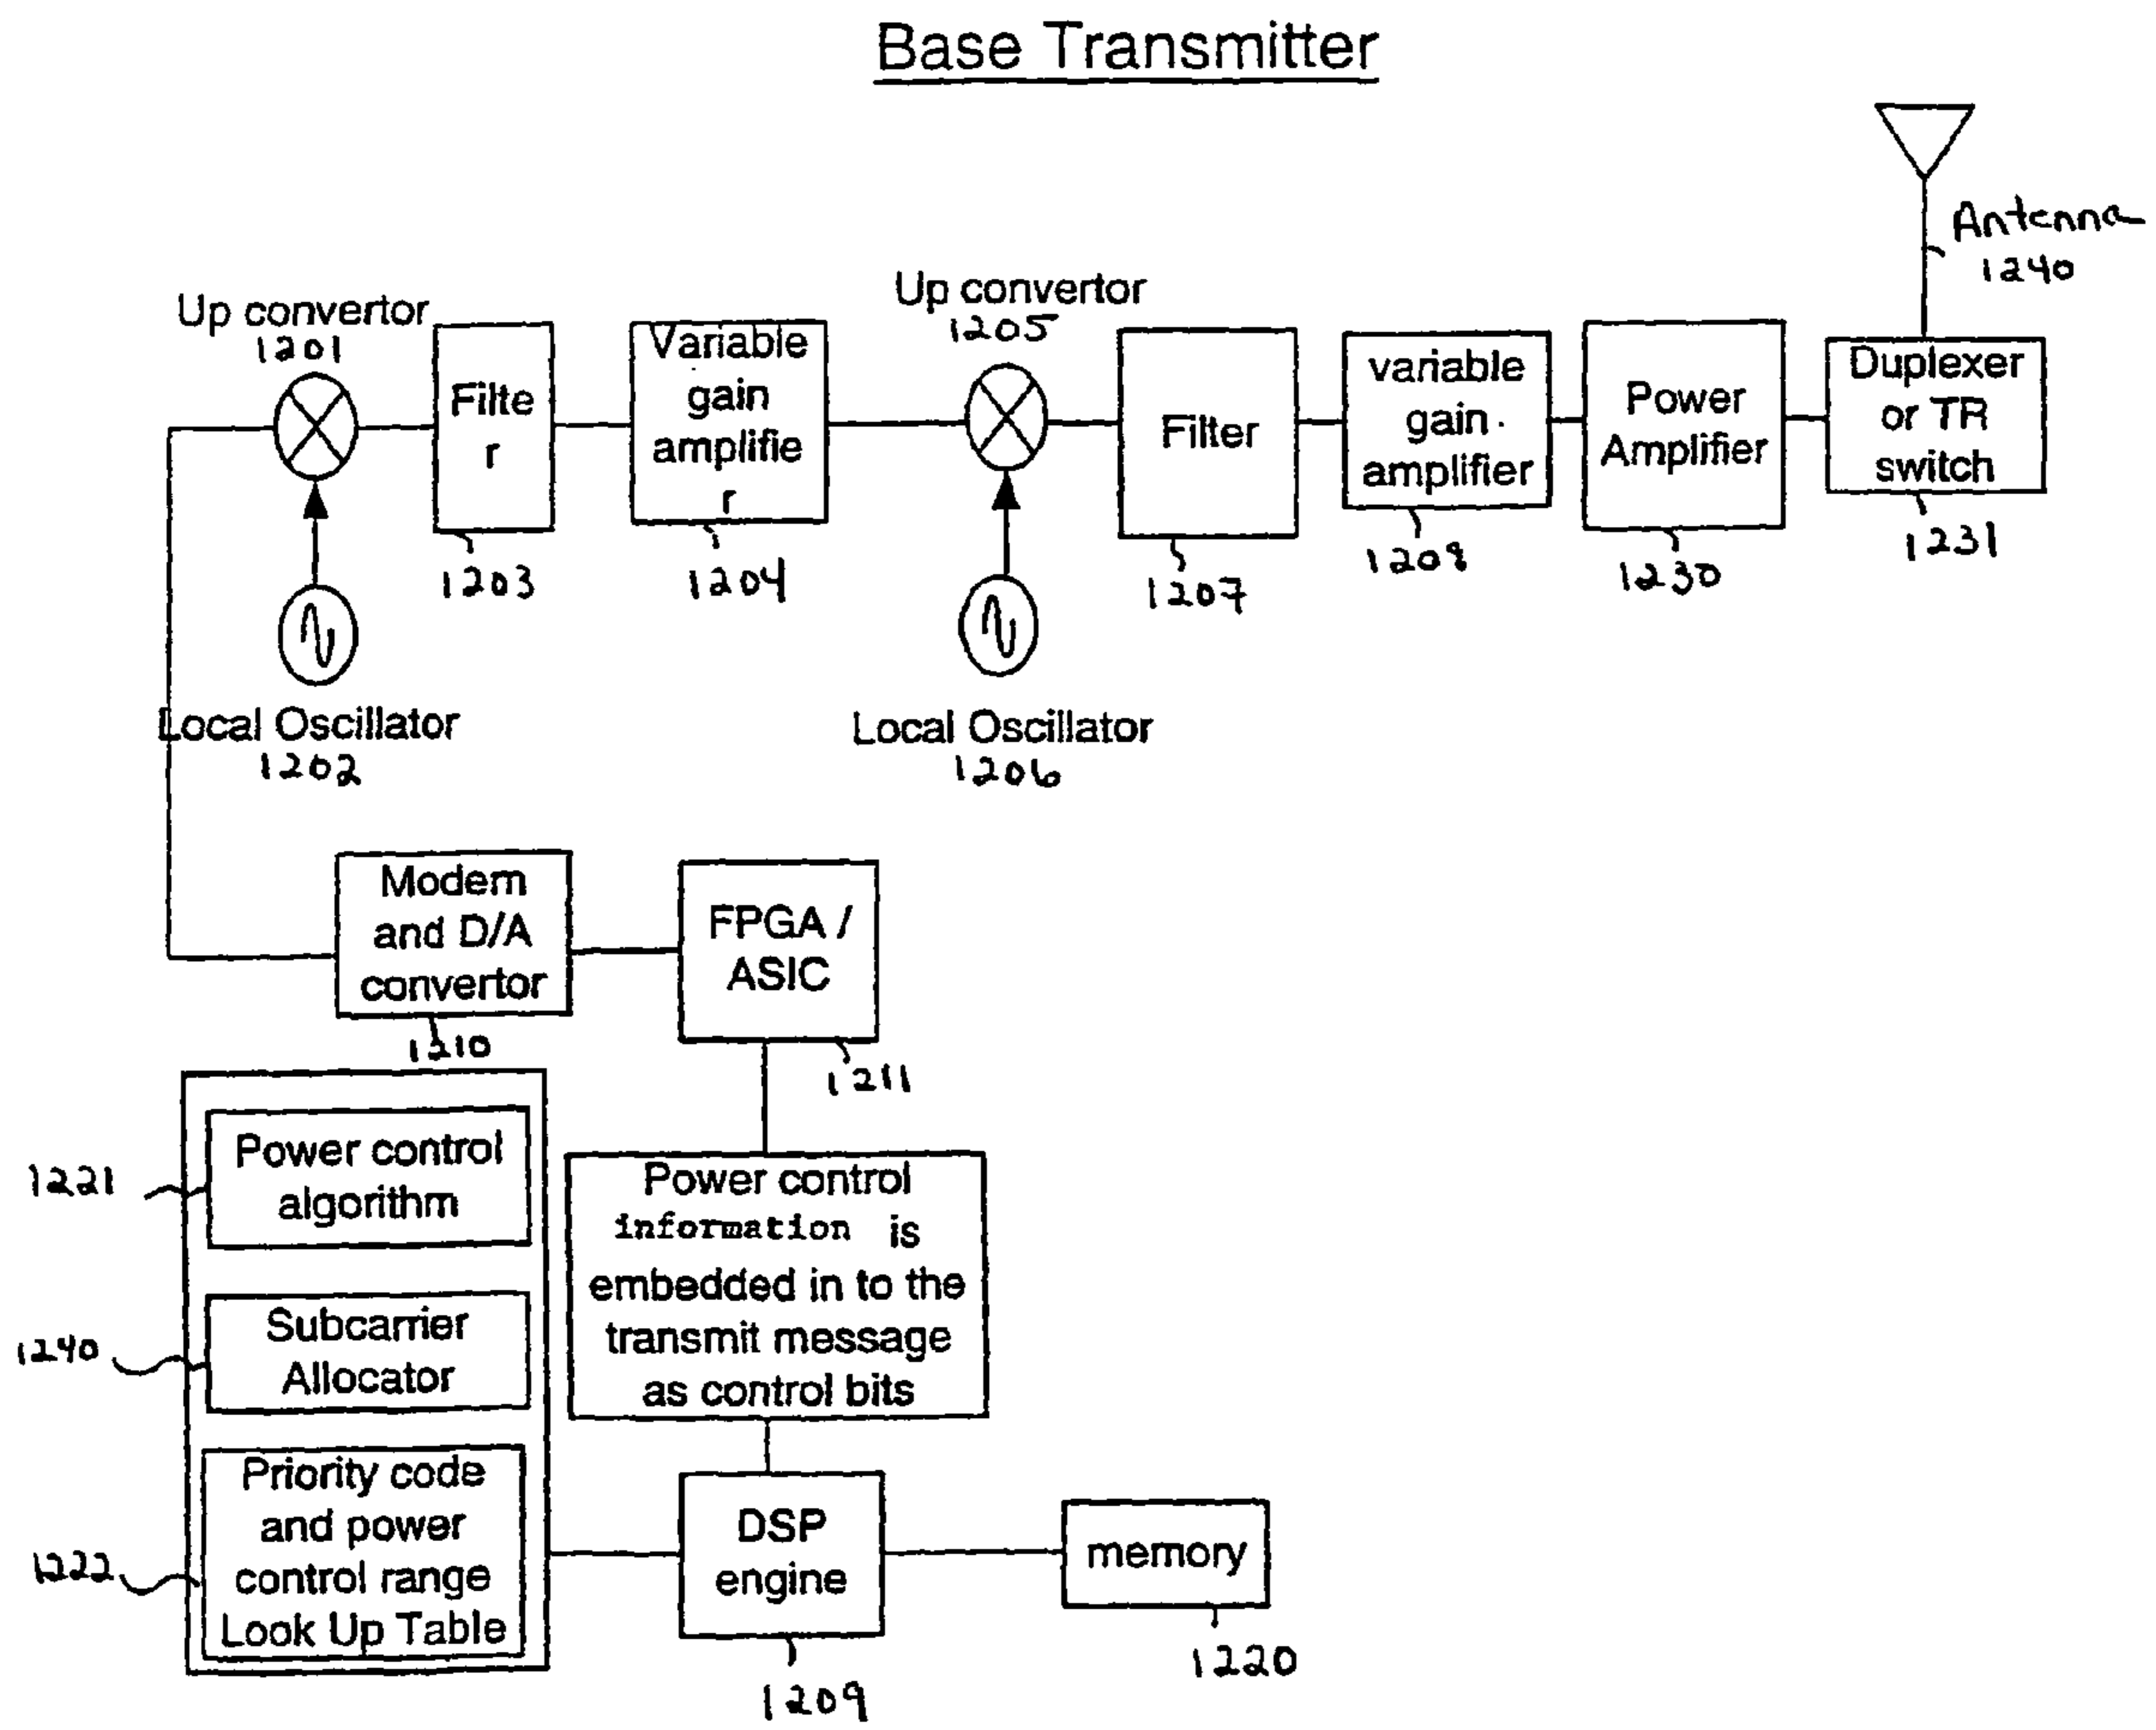 Base Transmitter
Antenna
1240
Up convertor
1201
Filte
r
1203
Variable
gain
amplifie
r
1204
Up convertor
1205
Filter
1207
variable
gain
amplifier
1208
Power
Amplifier
1230
Duplexer
or TR
switch
1231
Local Oscillator
1202
Local Oscillator
1206
Modem
and D/A
convertor
1210
FPGA /
ASIC
1211
Power control
algorithm
1221
Subcarrier
Allocator
1240
Priority code
and power
control range
Look Up Table
1222
Power control
information is
embedded in to the
transmit message
as control bits
DSP
engine
1209
memory
1220